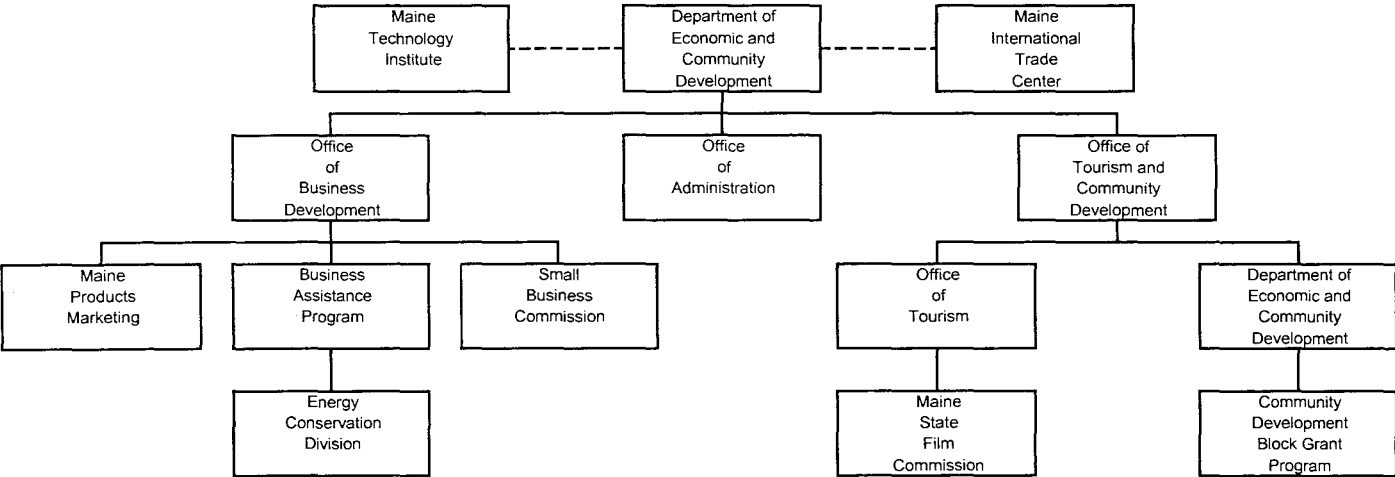 Maine
Technology
Institute
Department of
Economic and
Community
Development
Maine
International
Trade
Center
Office
of
Business
Development
Office
of
Administration
Office of
Tourism and
Community
Development
Maine
Products
Marketing
Business
Assistance
Program
Small
Business
Commission
Office
of
Tourism
Department of
Economic and
Community
Development
Energy
Conservation
Division
Maine
State
Film
Commission
Community
Development
Block Grant
Program